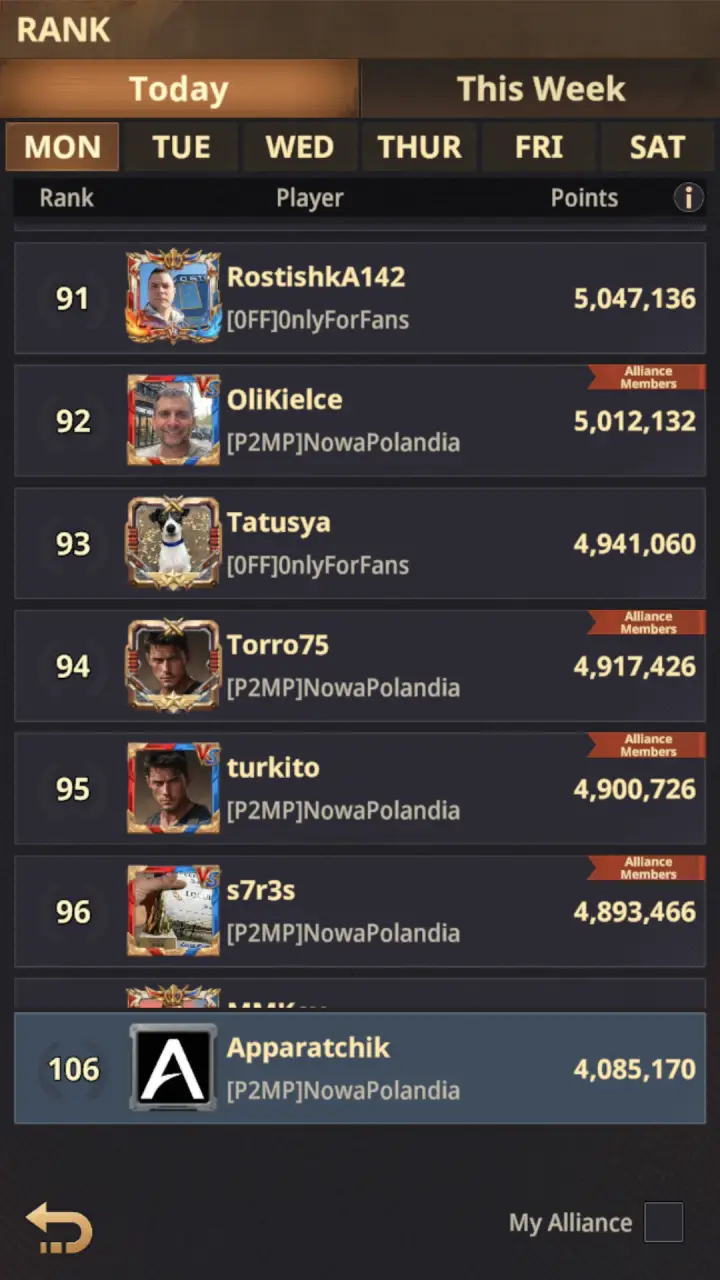 RANK
Today
This Week
MON
TUE
WED
THUR
FRI
SAT
Rank
Player
Points
91
RostishkA142
[0FF]0nlyForFans
5,047,136
Alliance
Members
92
OliKielce
[P2MP]NowaPolandia
5,012,132
93
Tatusya
[0FF]0nlyForFans
4,941,060
Alliance
Members
94
Torro75
[P2MP]NowaPolandia
4,917,426
Alliance
Members
95
turkito
[P2MP]NowaPolandia
4,900,726
Alliance
Members
96
s7r3s
[P2MP]NowaPolandia
4,893,466
106
Apparatchik
[P2MP]NowaPolandia
4,085,170
My Alliance